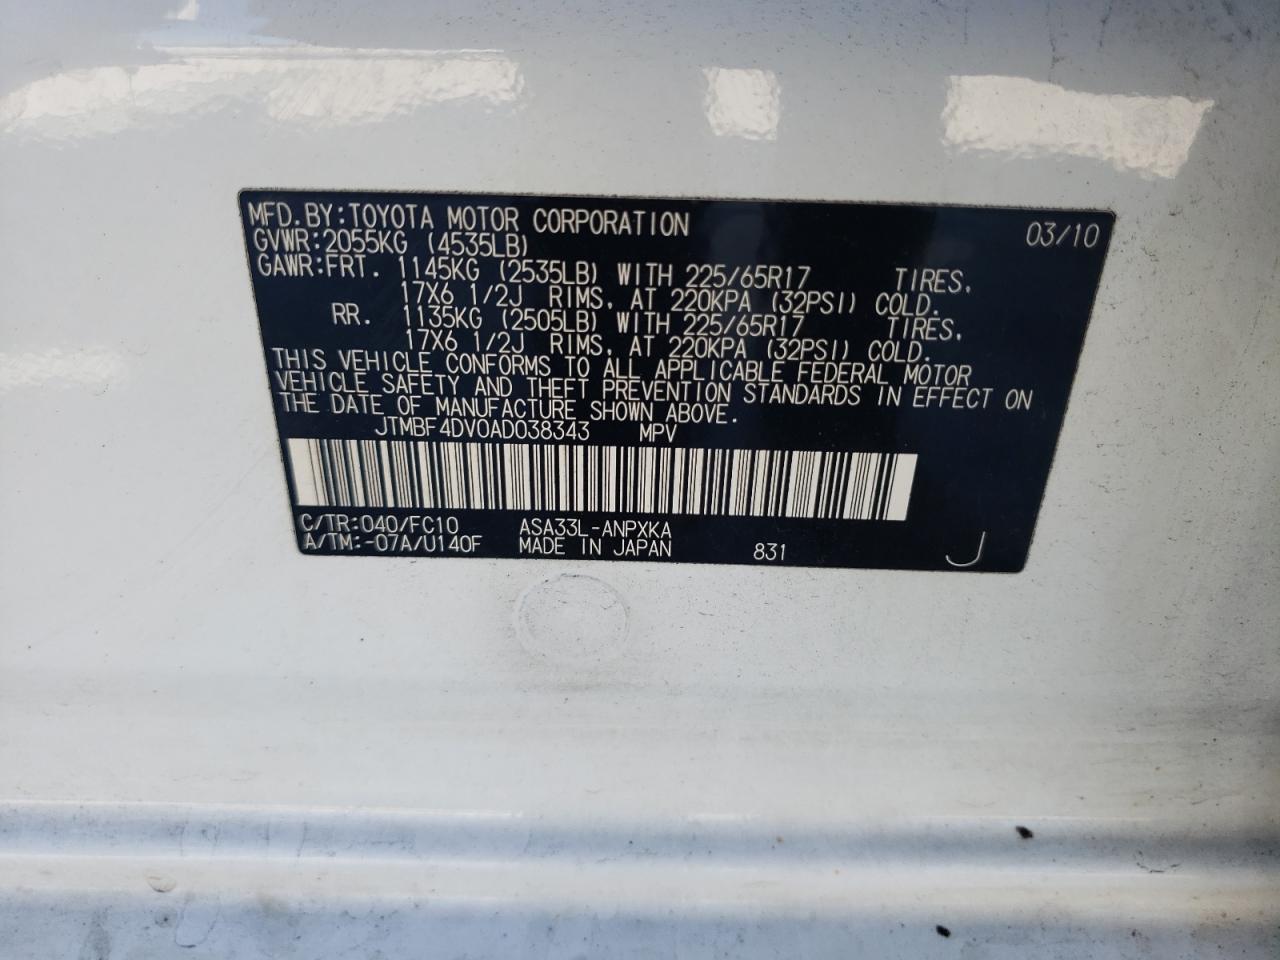 MFD.BY:TOYOTA MOTOR CORPORATION 03/10
GVWR:2055KG (4535LB)
GAWR:FRT. 1145KG (2535LB) WITH 225/65R17 TIRES,
17X6 1/2J RIMS, AT 220KPA (32PSI) COLD.
RR. 1135KG (2505LB) WITH 225/65R17 TIRES,
17X6 1/2J RIMS, AT 220KPA (32PSI) COLD.
THIS VEHICLE CONFORMS TO ALL APPLICABLE FEDERAL MOTOR
VEHICLE SAFETY AND THEFT PREVENTION STANDARDS IN EFFECT ON
THE DATE OF MANUFACTURE SHOWN ABOVE.
JTMBF4DV0AD038343 MPV
C/TR:040/FC10 ASA33L-ANPXKA
A/TM:-07A/U140F MADE IN JAPAN 831 J